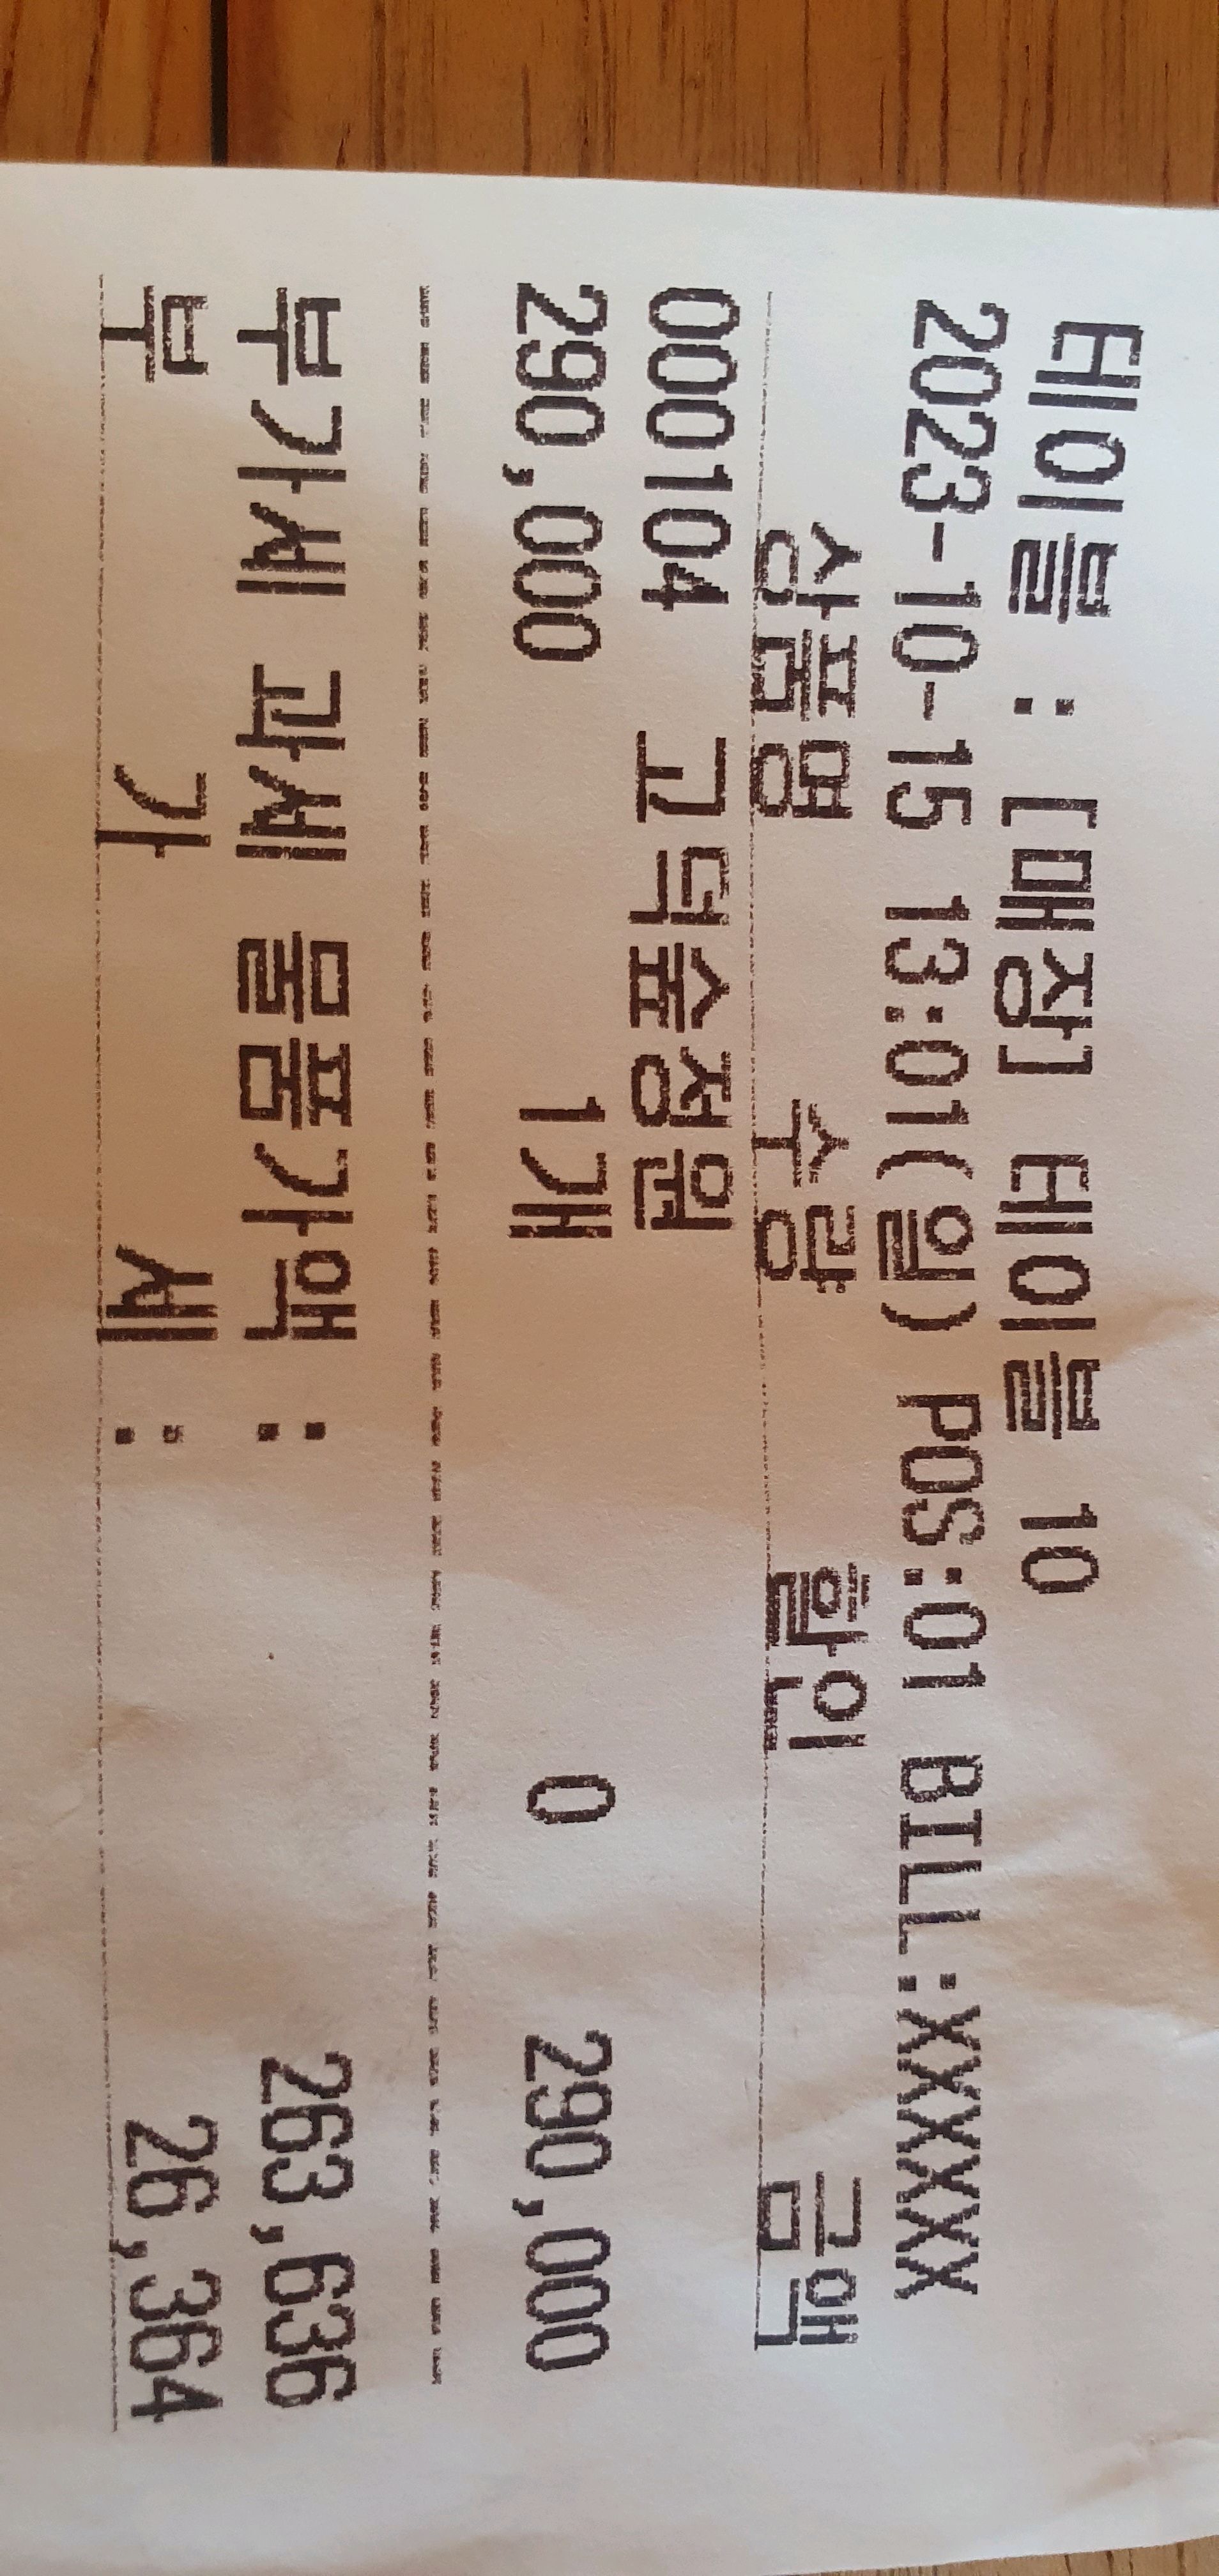 테이블 : [매장] 테이블 10
2023-10-15 13:01(일) POS:01 BILL:XXXXXX
상품명 수량 할인 금액
000104 고덕숲정원
290,000 1개 0 290,000
부가세 과세 물품가액 : 263,636
부 가 세 : 26,364